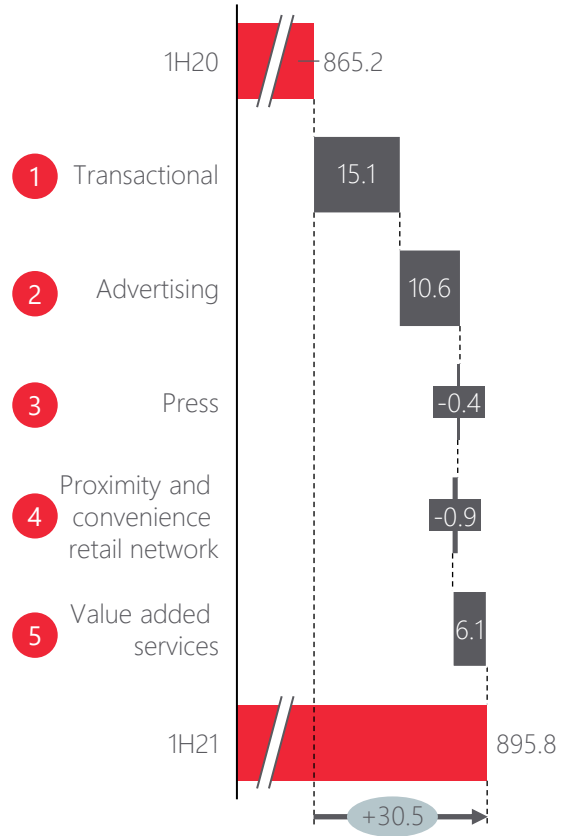 1H20
865.2
1
Transactional
15.1
2
Advertising
10.6
3
Press
-0.4
4
Proximity and
convenience
retail network
-0.9
5
Value added
services
6.1
1H21
895.8
+30.5